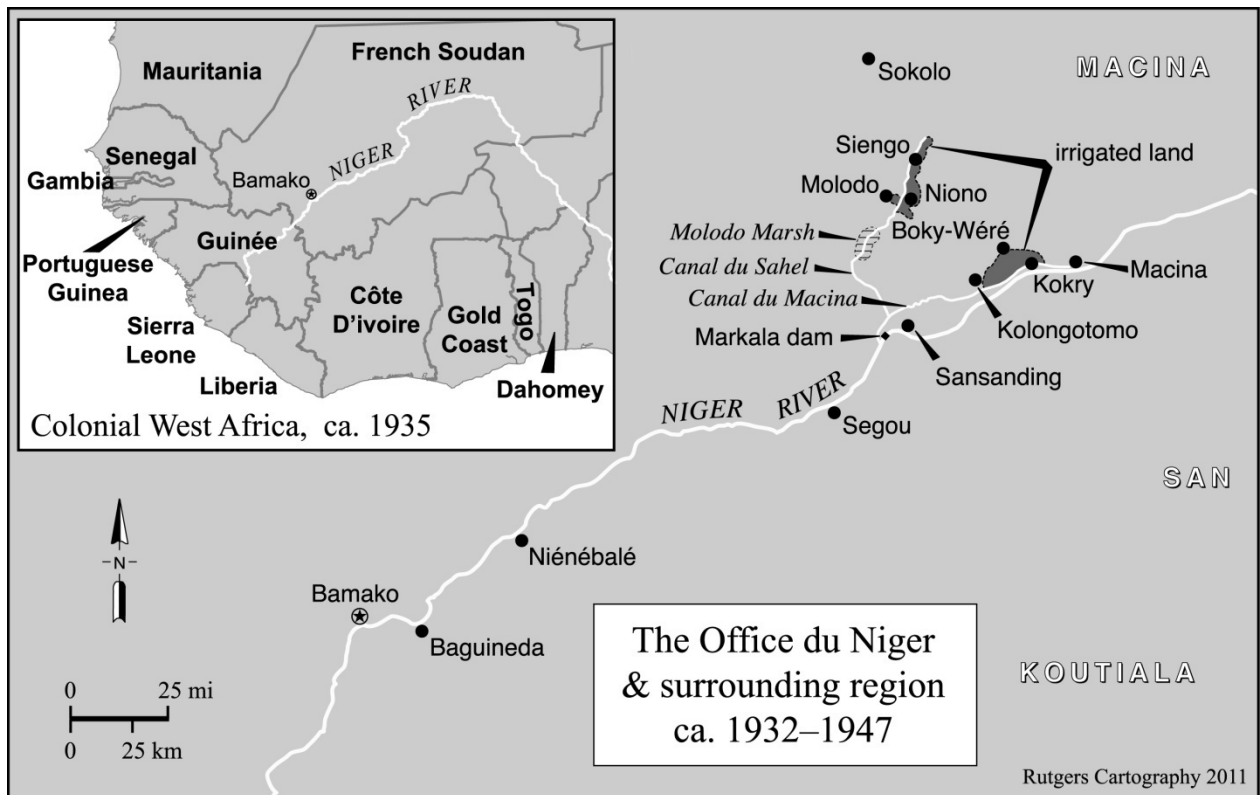 French Soudan
Mauritania
NIGER RIVER
Senegal
Gambia
Bamako
Guinée
Portuguese
Guinea
Côte
D'ivoire
Gold
Coast
Togo
Sierra
Leone
Liberia
Dahomey
Colonial West Africa, ca. 1935
Sokolo
MACINA
Siengo
irrigated land
Molodo
Niono
Boky-Wéré
Molodo Marsh
Canal du Sahel
Macina
Kokry
Canal du Macina
Kolongotomo
Markala dam
Sansanding
NIGER RIVER
Segou
SAN
Niénébalé
N
Bamako
Baguineda
KOUTIALA
0 25 mi
0 25 km
The Office du Niger
& surrounding region
ca. 1932–1947
Rutgers Cartography 2011